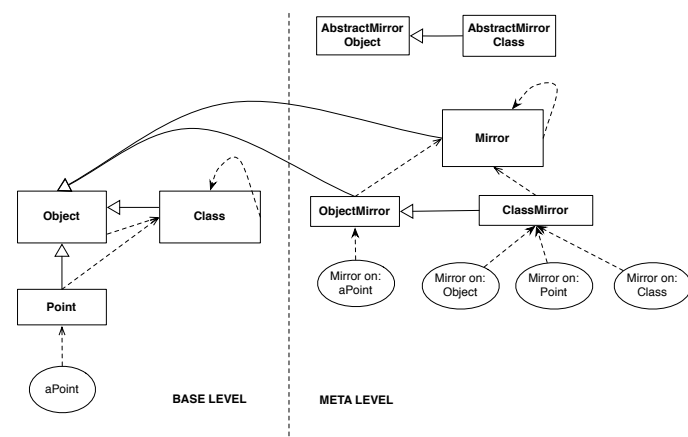 AbstractMirror
Object
AbstractMirror
Class
Mirror
Object
Class
ObjectMirror
ClassMirror
Mirror on:
aPoint
Mirror on:
Object
Mirror on:
Point
Mirror on:
Class
Point
aPoint
BASE LEVEL
META LEVEL